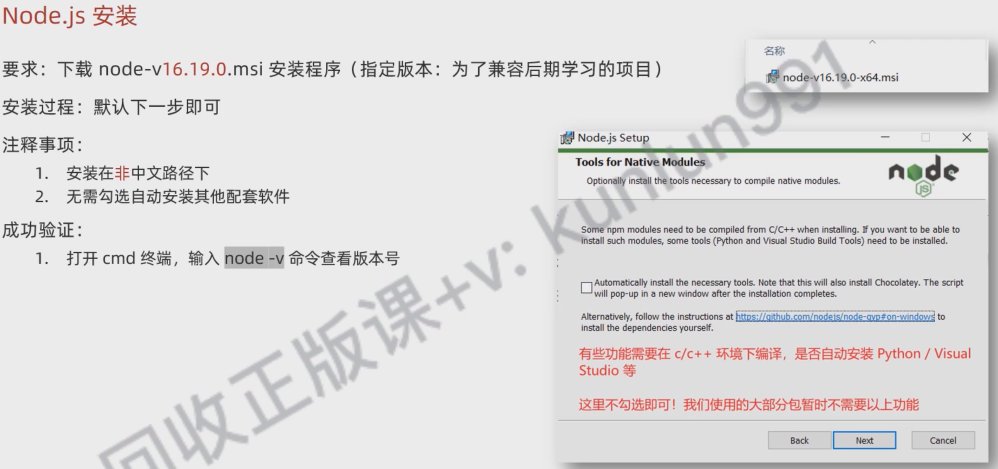 Node.js 安装
要求：下载 node-v16.19.0.msi 安装程序（指定版本：为了兼容后期学习的项目）
安装过程：默认下一步即可
注释事项：
1. 安装在非中文路径下
2. 无需勾选自动安装其他配套软件
成功验证：
1. 打开 cmd 终端，输入 node -v 命令查看版本号
名称
node-v16.19.0-x64.msi
Node.js Setup
Tools for Native Modules
Optionally install the tools necessary to compile native modules.
node
JS
Some npm modules need to be compiled from C/C++ when installing. If you want to be able to
install such modules, some tools (Python and Visual Studio Build Tools) need to be installed.
Automatically install the necessary tools. Note that this will also install Chocolatey. The script
will pop-up in a new window after the installation completes.
Alternatively, follow the instructions at https://github.com/nodejs/node-gyp#on-windows to
install the dependencies yourself.
有些功能需要在 c/c++ 环境下编译，是否自动安装 Python / Visual
Studio 等
这里不勾选即可！我们使用的大部分包暂时不需要以上功能
Back
Next
Cancel
回收正版课+v: kunlun991